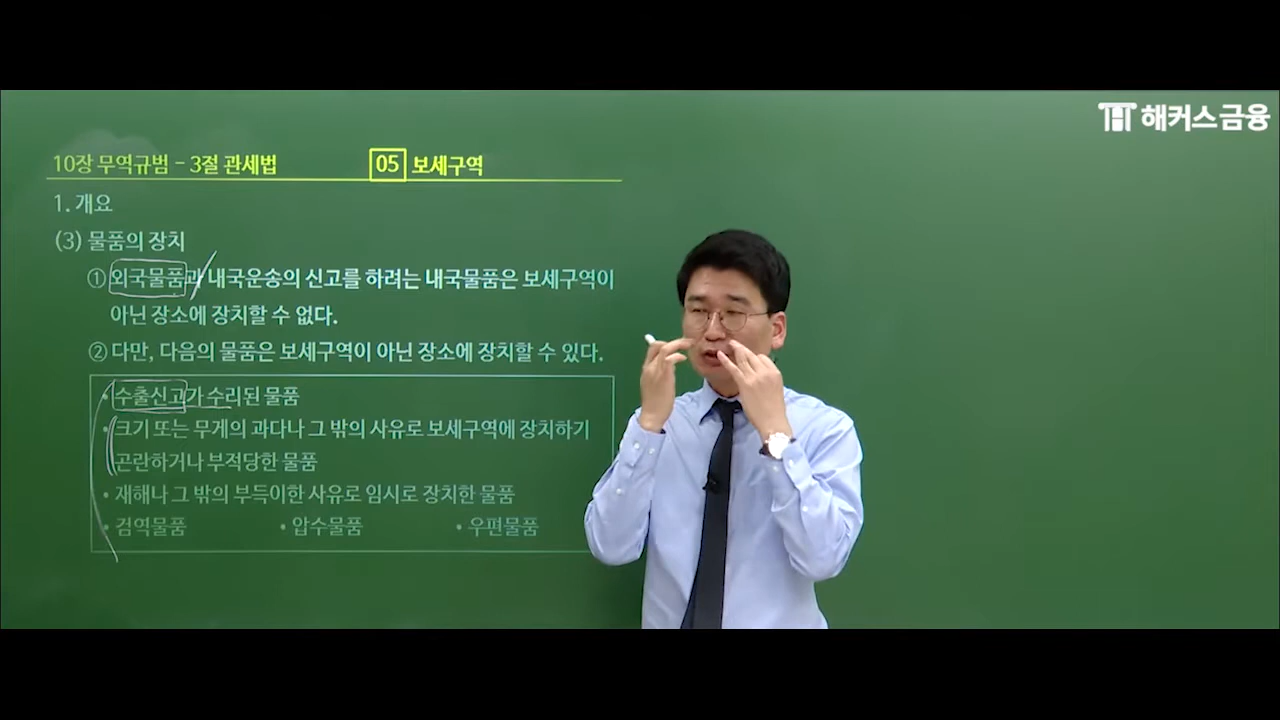 해커스금융
10장 무역규범 - 3절 관세법 05 보세구역
1. 개요
(3) 물품의 장치
① 외국물품과 내국운송의 신고를 하려는 내국물품은 보세구역이
아닌 장소에 장치할 수 없다.
② 다만, 다음의 물품은 보세구역이 아닌 장소에 장치할 수 있다.
• 수출신고가 수리된 물품
• 크기 또는 무게의 과다나 그 밖의 사유로 보세구역에 장치하기
곤란하거나 부적당한 물품
• 재해나 그 밖의 부득이한 사유로 임시로 장치한 물품
• 검역물품 • 압수물품 • 우편물품